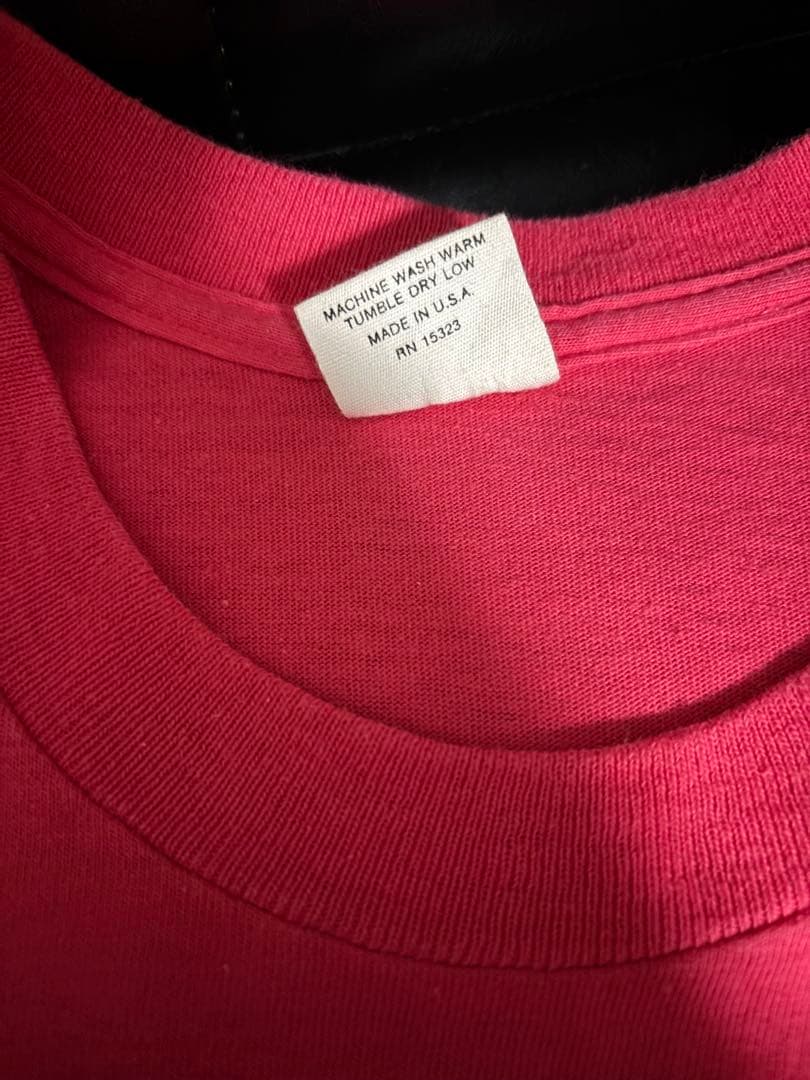 MACHINE WASH WARM
TUMBLE DRY LOW
MADE IN U.S.A.
RN 15323